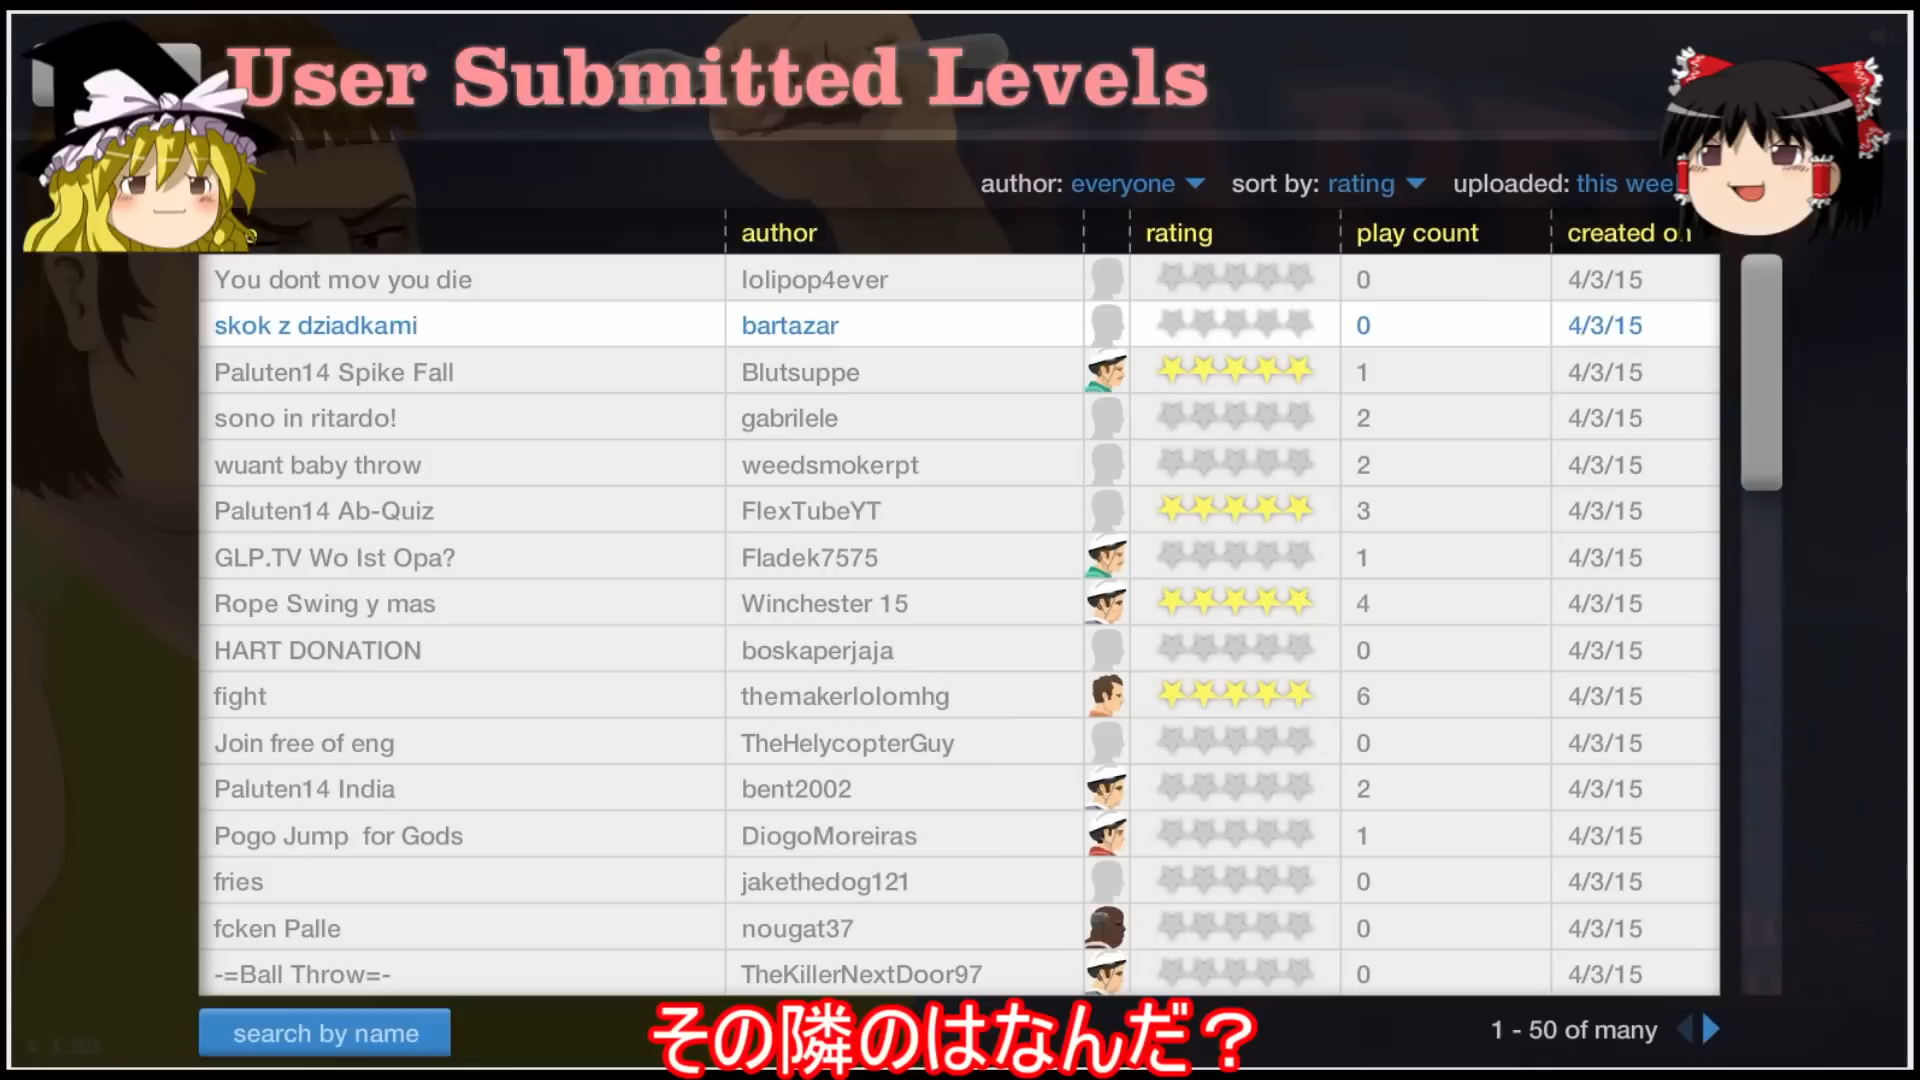 User Submitted Levels
author: everyone sort by: rating uploaded: this week
author rating play count created on
You dont mov you die lolipop4ever 0 4/3/15
skok z dziadkami bartazar 0 4/3/15
Paluten14 Spike Fall Blutsuppe 1 4/3/15
sono in ritardo! gabrilele 2 4/3/15
wuant baby throw weedsmokerpt 2 4/3/15
Paluten14 Ab-Quiz FlexTubeYT 3 4/3/15
GLP.TV Wo Ist Opa? Fladek7575 1 4/3/15
Rope Swing y mas Winchester 15 4 4/3/15
HART DONATION boskaperjaja 0 4/3/15
fight themakerlolomhg 6 4/3/15
Join free of eng TheHelycopterGuy 0 4/3/15
Paluten14 India bent2002 2 4/3/15
Pogo Jump  for Gods DiogoMoreiras 1 4/3/15
fries jakethedog121 0 4/3/15
fcken Palle nougat37 0 4/3/15
-=Ball Throw=- TheKillerNextDoor97 0 4/3/15
search by name
1 - 50 of many
その隣のはなんだ？